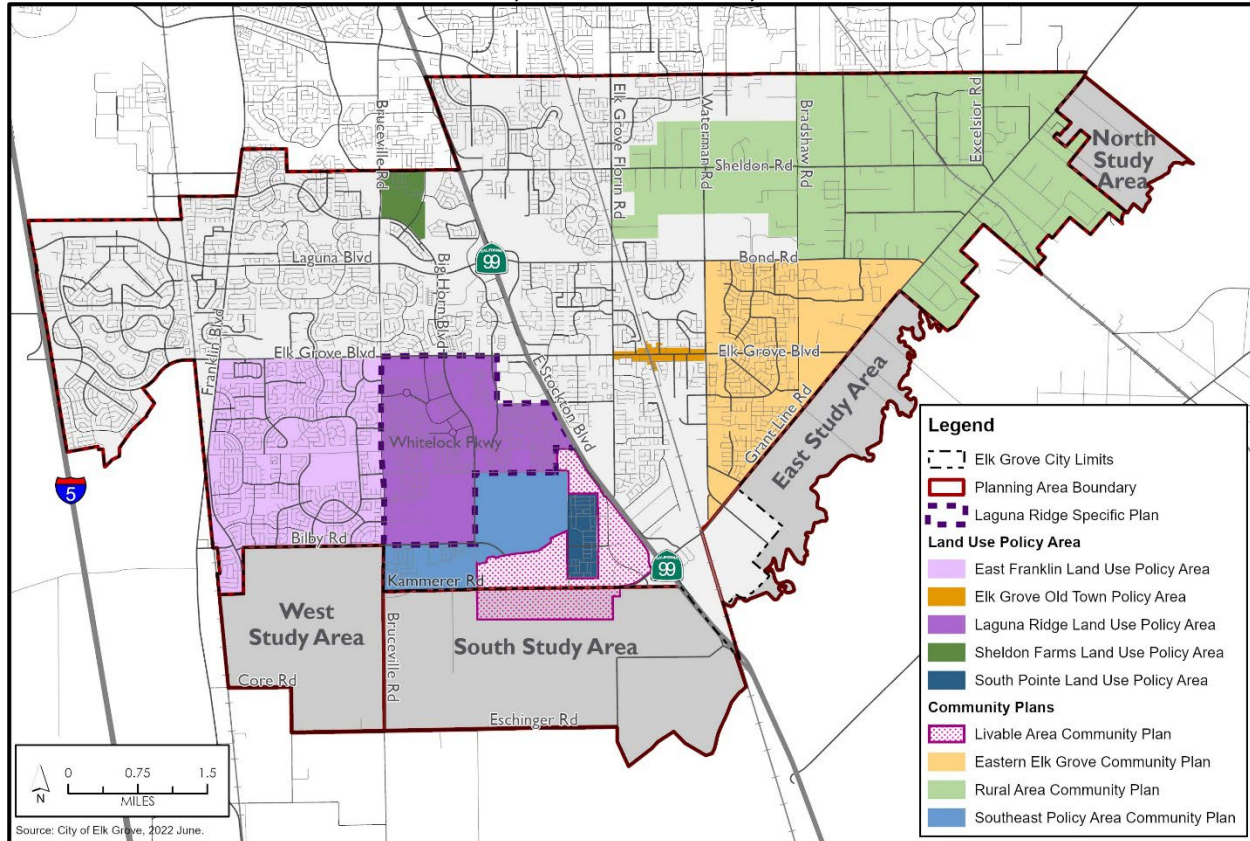 Bruceville Rd
Elk Grove Florin Rd
Waterman Rd
Bradshaw Rd
Excelsior Rd
North
Study
Area
Sheldon Rd
Franklin Blvd
Laguna Blvd
Big Horn Blvd
CALIFORNIA
99
Bond Rd
Elk Grove Blvd
E Stockton Blvd
Elk Grove Blvd
Grant Line Rd
East Study Area
Whitelock Pkwy
5
Bilby Rd
Kammerer Rd
CALIFORNIA
99
West
Study Area
Bruceville Rd
South Study Area
Core Rd
Eschinger Rd
Legend
Elk Grove City Limits
Planning Area Boundary
Laguna Ridge Specific Plan
Land Use Policy Area
East Franklin Land Use Policy Area
Elk Grove Old Town Policy Area
Laguna Ridge Land Use Policy Area
Sheldon Farms Land Use Policy Area
South Pointe Land Use Policy Area
Community Plans
Livable Area Community Plan
Eastern Elk Grove Community Plan
Rural Area Community Plan
Southeast Policy Area Community Plan
N
0 0.75 1.5
MILES
Source: City of Elk Grove, 2022 June.